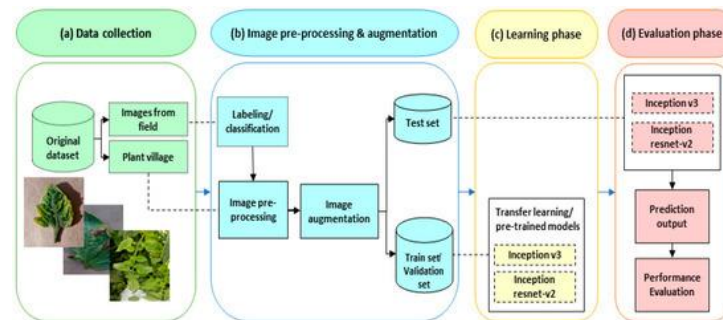 (a) Data collection
(b) Image pre-processing & augmentation
(c) Learning phase
(d) Evaluation phase
Original
dataset
Images from
field
Plant village
Labeling/
classification
Image pre-
processing
Image
augmentation
Test set
Train set/
Validation
set
Transfer learning/
pre-trained models
Inception v3
Inception
resnet-v2
Inception v3
Inception
resnet-v2
Prediction
output
Performance
Evaluation